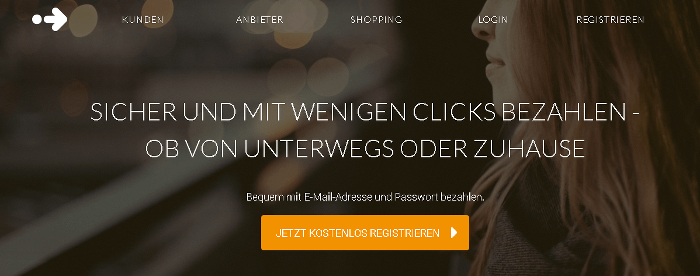 KUNDEN ANBIETER SHOPPING LOGIN REGISTRIEREN
SICHER UND MIT WENIGEN CLICKS BEZAHLEN -
OB VON UNTERWEGS ODER ZUHAUSE
Bequem mit E-Mail-Adresse und Passwort bezahlen.
JETZT KOSTENLOS REGISTRIEREN